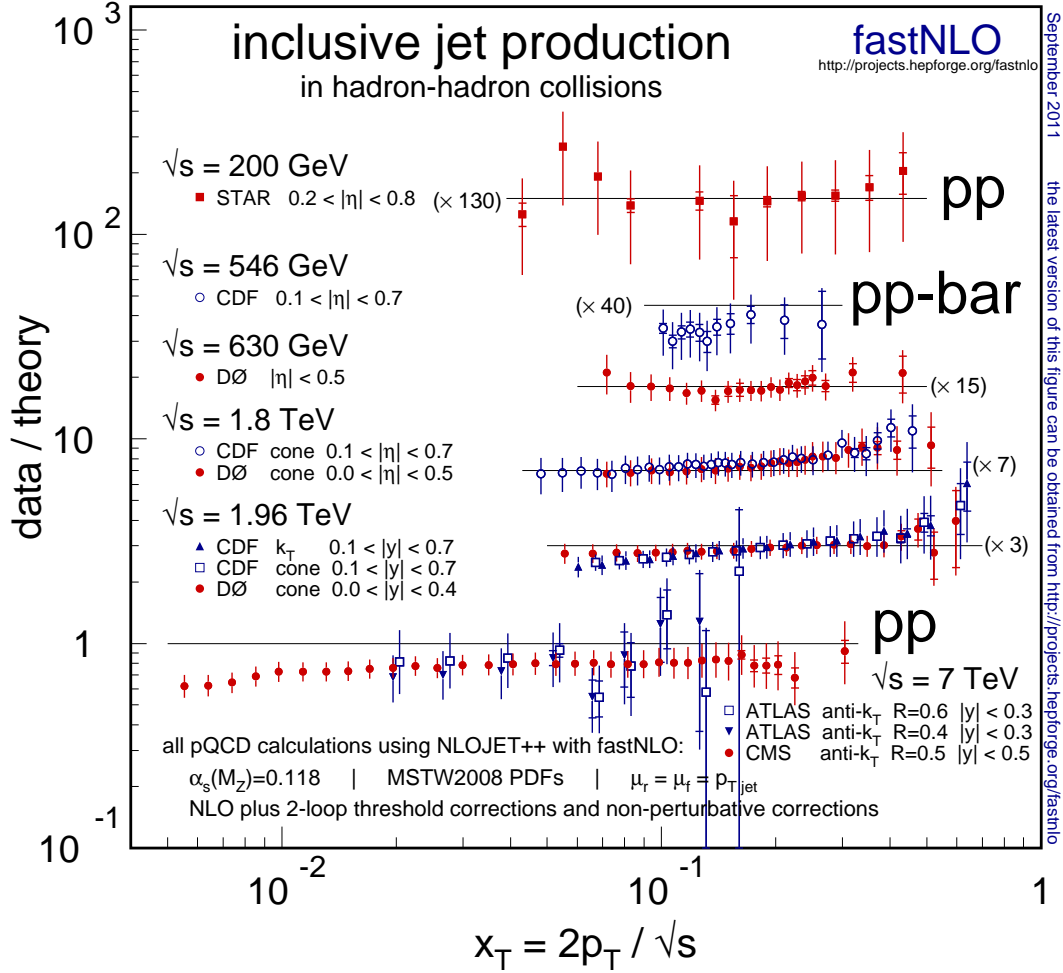 10³
inclusive jet production
in hadron-hadron collisions
fastNLO
http://projects.hepforge.org/fastnlo
√s = 200 GeV
STAR 0.2 < |η| < 0.8
(× 130)
pp
10²
√s = 546 GeV
CDF 0.1 < |η| < 0.7
(× 40)
pp-bar
√s = 630 GeV
DØ |η| < 0.5
(× 15)
10
√s = 1.8 TeV
CDF cone 0.1 < |η| < 0.7
DØ cone 0.0 < |η| < 0.5
(× 7)
√s = 1.96 TeV
CDF k_T 0.1 < |y| < 0.7
CDF cone 0.1 < |y| < 0.7
DØ cone 0.0 < |y| < 0.4
(× 3)
1
pp
√s = 7 TeV
ATLAS anti-k_T R=0.6 |y| < 0.3
ATLAS anti-k_T R=0.4 |y| < 0.3
CMS anti-k_T R=0.5 |y| < 0.5
all pQCD calculations using NLOJET++ with fastNLO:
α_s(M_Z)=0.118 | MSTW2008 PDFs | μ_r = μ_f = p_T jet
NLO plus 2-loop threshold corrections and non-perturbative corrections
10⁻¹
10⁻² 10⁻¹ 1
x_T = 2p_T / √s
data / theory
September 2011 the latest version of this figure can be obtained from http://projects.hepforge.org/fastnlo